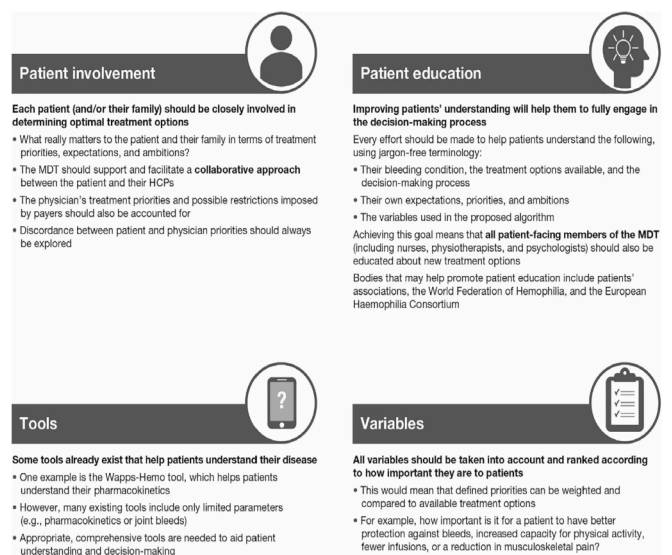 Patient involvement
Each patient (and/or their family) should be closely involved in
determining optimal treatment options
• What really matters to the patient and their family in terms of treatment
priorities, expectations, and ambitions?
• The MDT should support and facilitate a collaborative approach
between the patient and their HCPs
• The physician's treatment priorities and possible restrictions imposed
by payers should also be accounted for
• Discordance between patient and physician priorities should always
be explored
Patient education
Improving patients' understanding will help them to fully engage in
the decision-making process
Every effort should be made to help patients understand the following,
using jargon-free terminology:
• Their bleeding condition, the treatment options available, and the
decision-making process
• Their own expectations, priorities, and ambitions
• The variables used in the proposed algorithm
Achieving this goal means that all patient-facing members of the MDT
(including nurses, physiotherapists, and psychologists) should also be
educated about new treatment options
Bodies that may help promote patient education include patients'
associations, the World Federation of Hemophilia, and the European
Haemophilia Consortium
?
Tools
Some tools already exist that help patients understand their disease
• One example is the Wapps-Hemo tool, which helps patients
understand their pharmacokinetics
• However, many existing tools include only limited parameters
(e.g., pharmacokinetics or joint bleeds)
• Appropriate, comprehensive tools are needed to aid patient
understanding and decision-making
Variables
All variables should be taken into account and ranked according
to how important they are to patients
• This would mean that defined priorities can be weighted and
compared to available treatment options
• For example, how important is it for a patient to have better
protection against bleeds, increased capacity for physical activity,
fewer infusions, or a reduction in musculoskeletal pain?